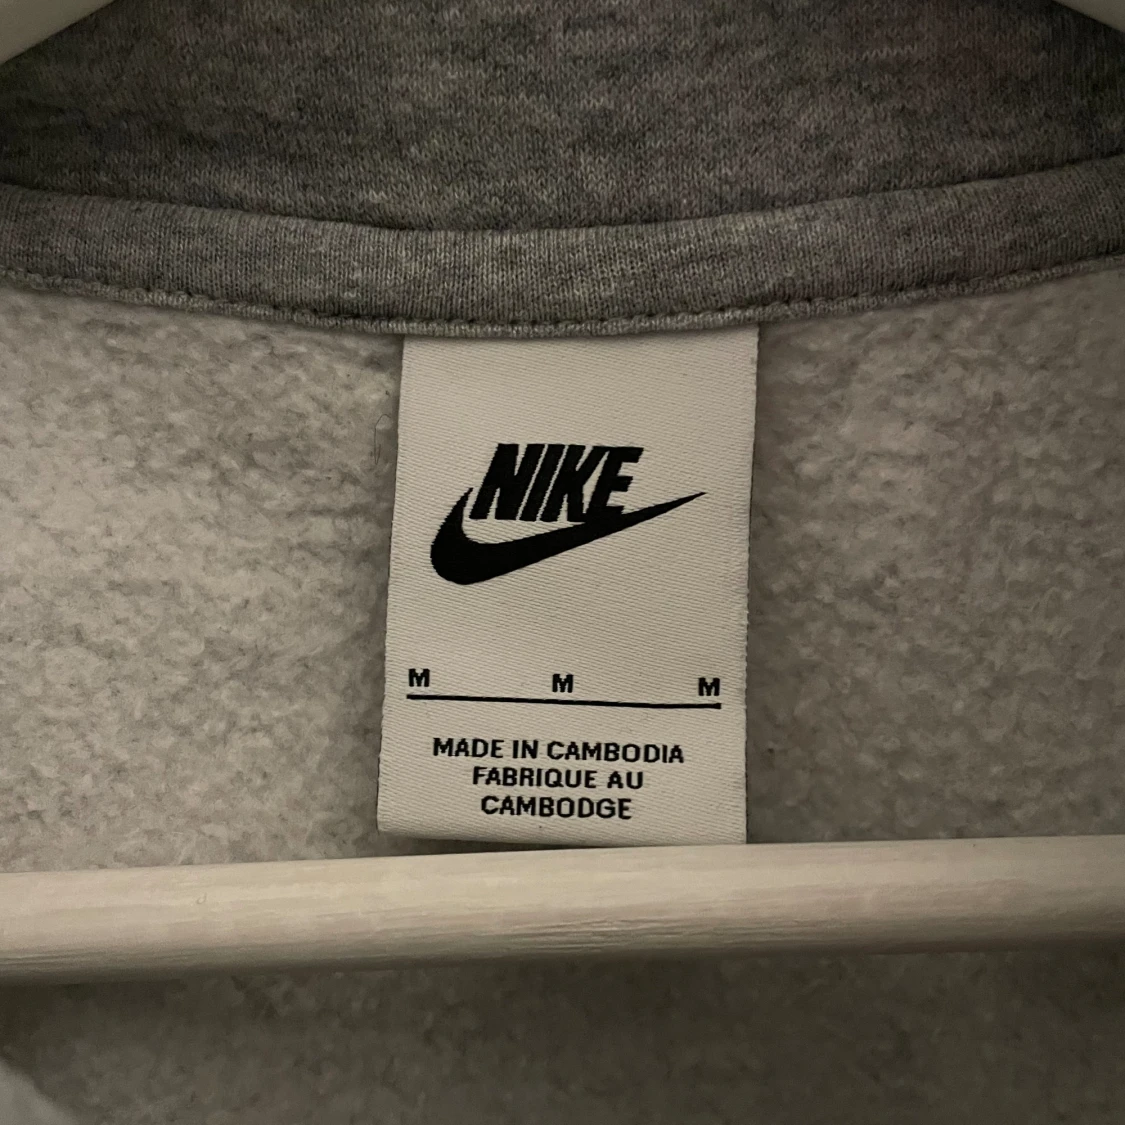 NIKE
M M M
MADE IN CAMBODIA
FABRIQUE AU
CAMBODGE